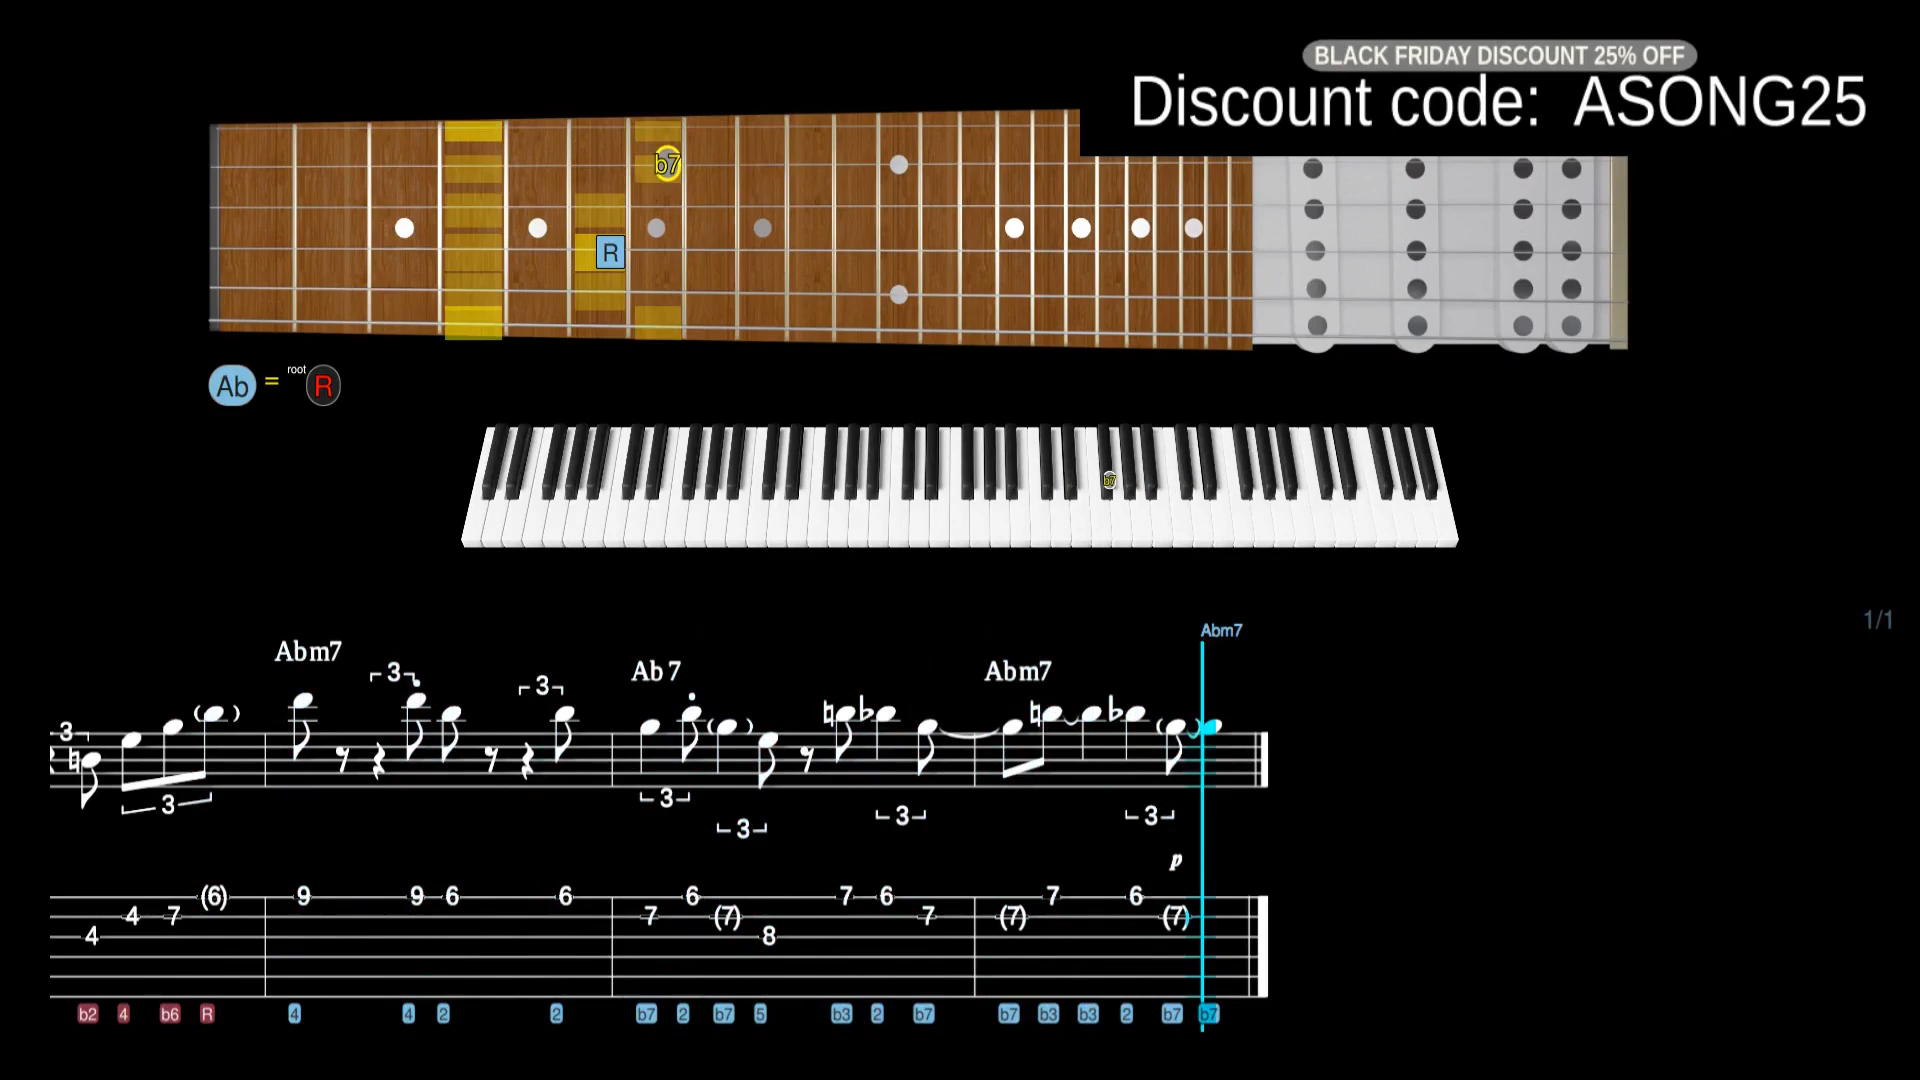 BLACK FRIDAY DISCOUNT 25% OFF
Discount code: ASONG25
b7
R
Ab = root R
b7
1/1
Abm7
Abm7 Ab7 Abm7
3 3 3
3 3 3 3 3
p
(6) 9 9 6 6 6 7 6 7 6
4 7 7 (7) 7 (7) (7)
4 8
b2 4 b6 R 4 4 2 2 b7 2 b7 5 b3 2 b7 b7 b3 b3 2 b7 b7